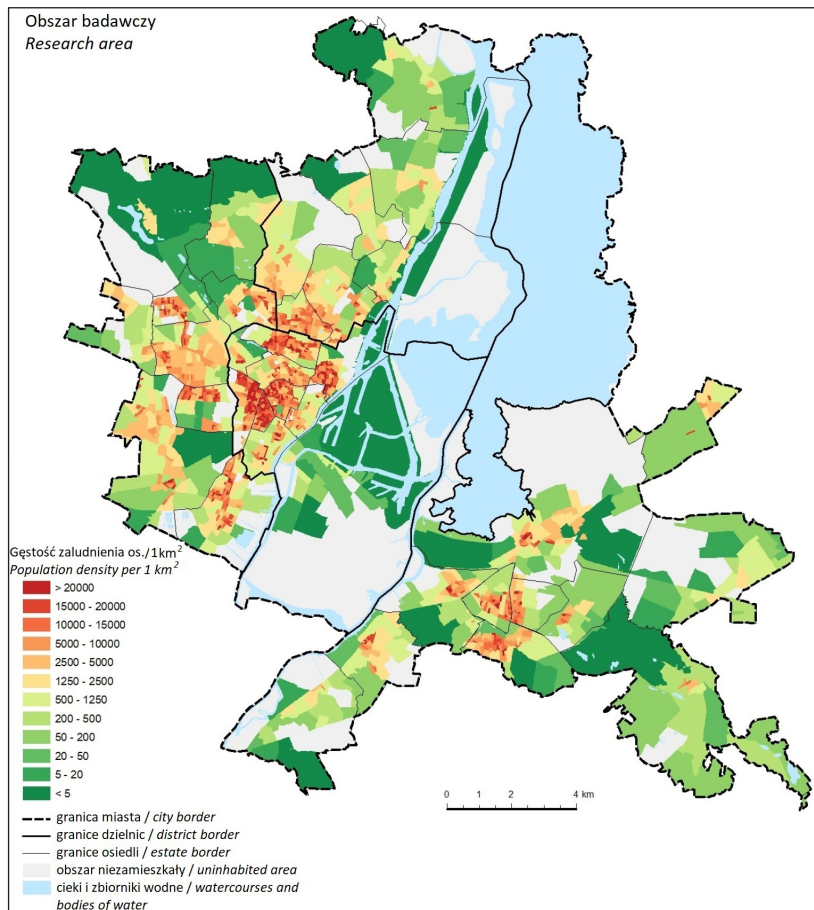 Obszar badawczy
Research area
Gęstość zaludnienia os./1km²
Population density per 1 km²
> 20000
15000 - 20000
10000 - 15000
5000 - 10000
2500 - 5000
1250 - 2500
500 - 1250
200 - 500
50 - 200
20 - 50
5 - 20
< 5
0 1 2 4 km
granica miasta / city border
granice dzielnic / district border
granice osiedli / estate border
obszar niezamieszkały / uninhabited area
cieki i zbiorniki wodne / watercourses and
bodies of water